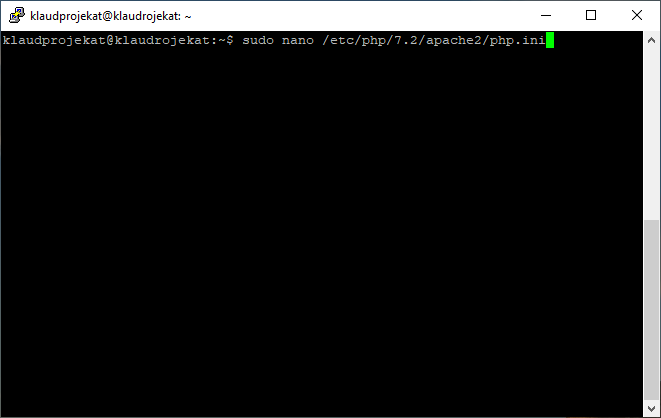 klaudprojekat@klaudrojekat: ~
klaudprojekat@klaudrojekat:~$ sudo nano /etc/php/7.2/apache2/php.ini